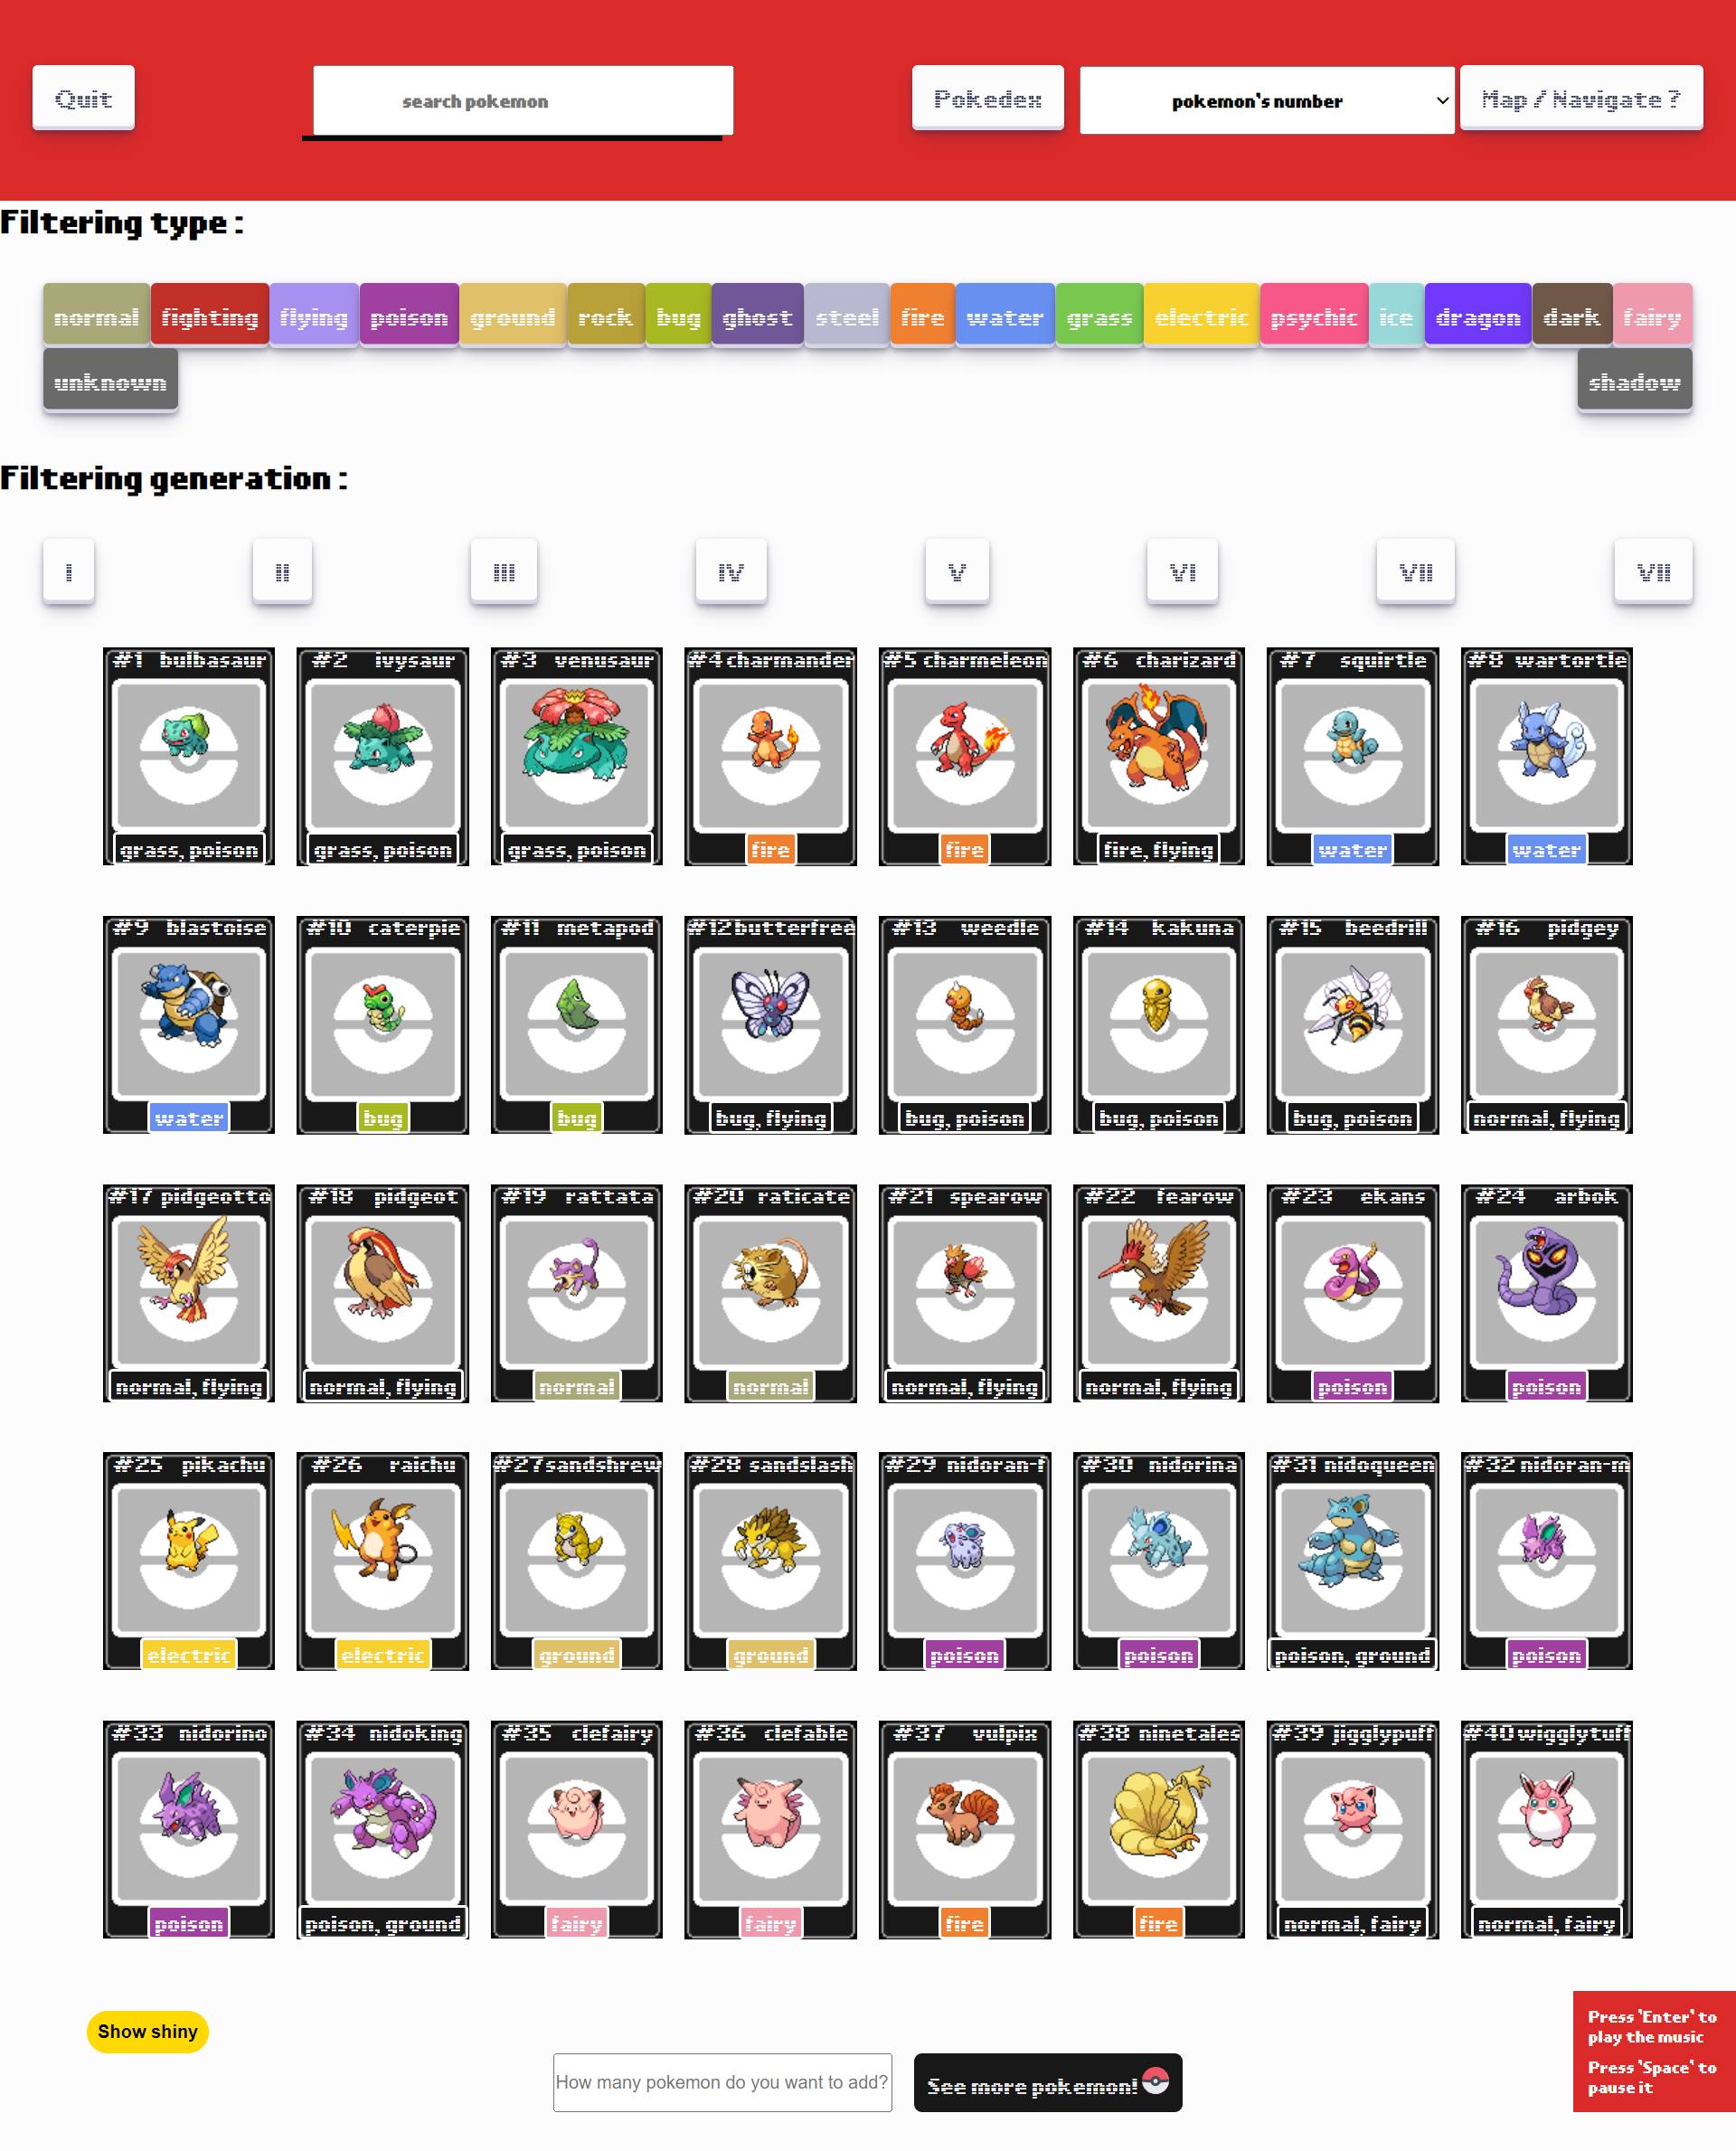 Quit
search pokemon
Pokedex
pokemon's number
Map / Navigate ?
Filtering type :
normal fighting flying poison ground rock bug ghost steel fire water grass electric psychic ice dragon dark fairy
unknown shadow
Filtering generation :
I II III IV V VI VII VII
#1 bulbasaur #2 ivysaur #3 venusaur #4 charmander #5 charmeleon #6 charizard #7 squirtle #8 wartortle
grass, poison grass, poison grass, poison fire fire fire, flying water water
#9 blastoise #10 caterpie #11 metapod #12 butterfree #13 weedle #14 kakuna #15 beedrill #16 pidgey
water bug bug bug, flying bug, poison bug, poison bug, poison normal, flying
#17 pidgeotto #18 pidgeot #19 rattata #20 raticate #21 spearow #22 fearow #23 ekans #24 arbok
normal, flying normal, flying normal normal normal, flying normal, flying poison poison
#25 pikachu #26 raichu #27 sandshrew #28 sandslash #29 nidoran-f #30 nidorina #31 nidoqueen #32 nidoran-m
electric electric ground ground poison poison poison, ground poison
#33 nidorino #34 nidoking #35 clefairy #36 clefable #37 vulpix #38 ninetales #39 jigglypuff #40 wigglytuff
poison poison, ground fairy fairy fire fire normal, fairy normal, fairy
Show shiny
How many pokemon do you want to add?
See more pokemon!
Press 'Enter' to
play the music
Press 'Space' to
pause it